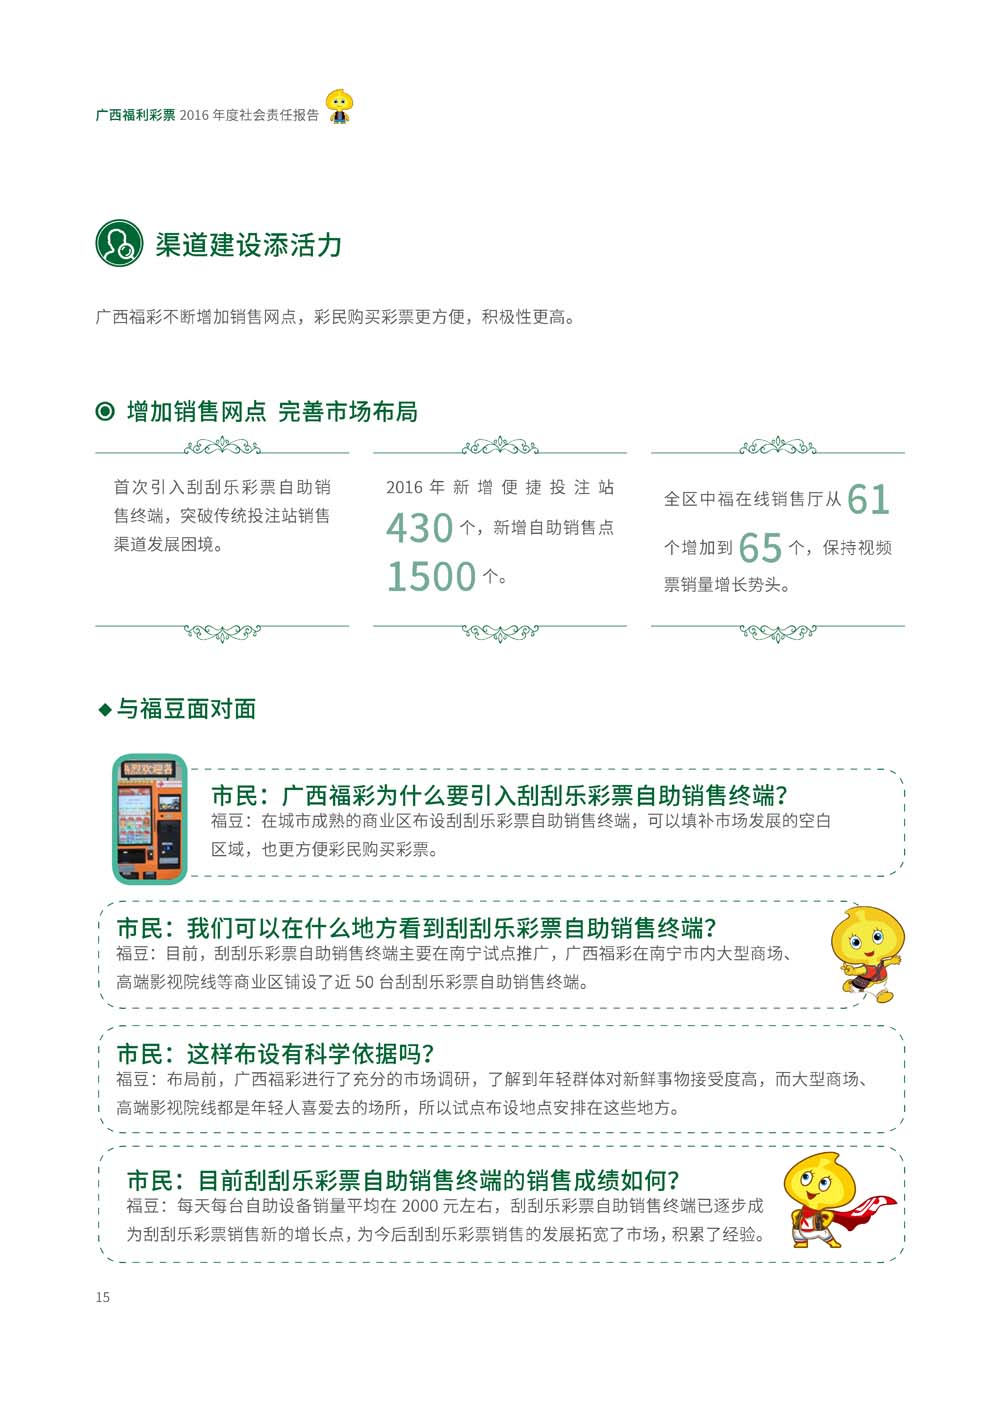 广西福利彩票 2016 年度社会责任报告
渠道建设添活力
广西福彩不断增加销售网点，彩民购买彩票更方便，积极性更高。
增加销售网点 完善市场布局
首次引入刮刮乐彩票自助销
售终端，突破传统投注站销售
渠道发展困境。
2016 年新增便捷投注站
430 个，新增自助销售点
1500 个。
全区中福在线销售厅从 61
个增加到 65 个，保持视频
票销量增长势头。
与福豆面对面
市民：广西福彩为什么要引入刮刮乐彩票自助销售终端？
福豆：在城市成熟的商业区布设刮刮乐彩票自助销售终端，可以填补市场发展的空白
区域，也更方便彩民购买彩票。
市民：我们可以在什么地方看到刮刮乐彩票自助销售终端？
福豆：目前，刮刮乐彩票自助销售终端主要在南宁试点推广，广西福彩在南宁市内大型商场、
高端影视院线等商业区铺设了近 50 台刮刮乐彩票自助销售终端。
市民：这样布设有科学依据吗？
福豆：布局前，广西福彩进行了充分的市场调研，了解到年轻群体对新鲜事物接受度高，而大型商场、
高端影视院线都是年轻人喜爱去的场所，所以试点布设地点安排在这些地方。
市民：目前刮刮乐彩票自助销售终端的销售成绩如何？
福豆：每天每台自助设备销量平均在 2000 元左右，刮刮乐彩票自助销售终端已逐步成
为刮刮乐彩票销售新的增长点，为今后刮刮乐彩票销售的发展拓宽了市场，积累了经验。
15